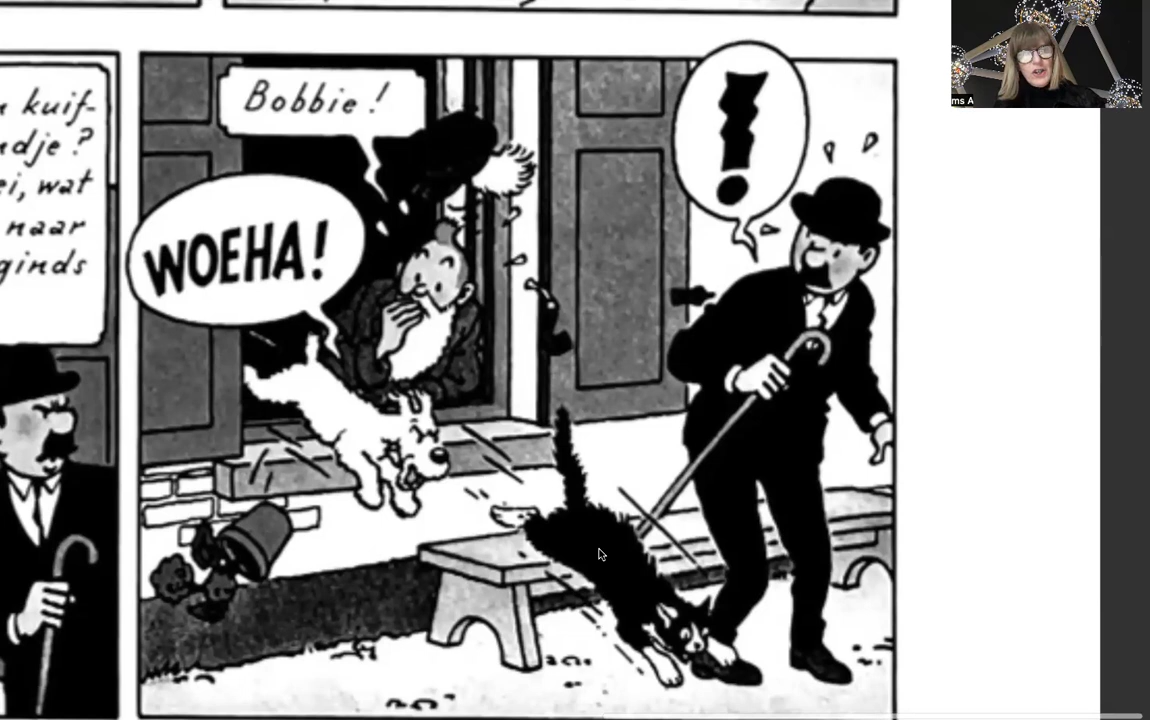 kuif-
ndje ?
ei, wat
naar
ginds
Bobbie !
WOEHA!
!
ms A